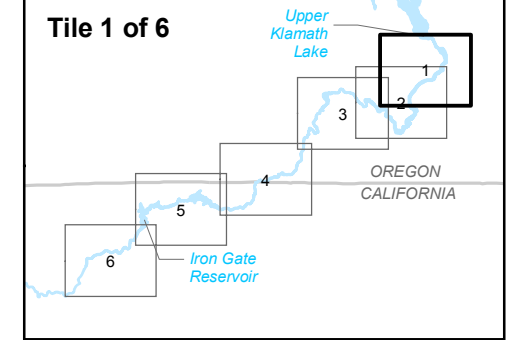 Tile 1 of 6
Upper
Klamath
Lake
1
2
3
4
OREGON
CALIFORNIA
5
Iron Gate
Reservoir
6